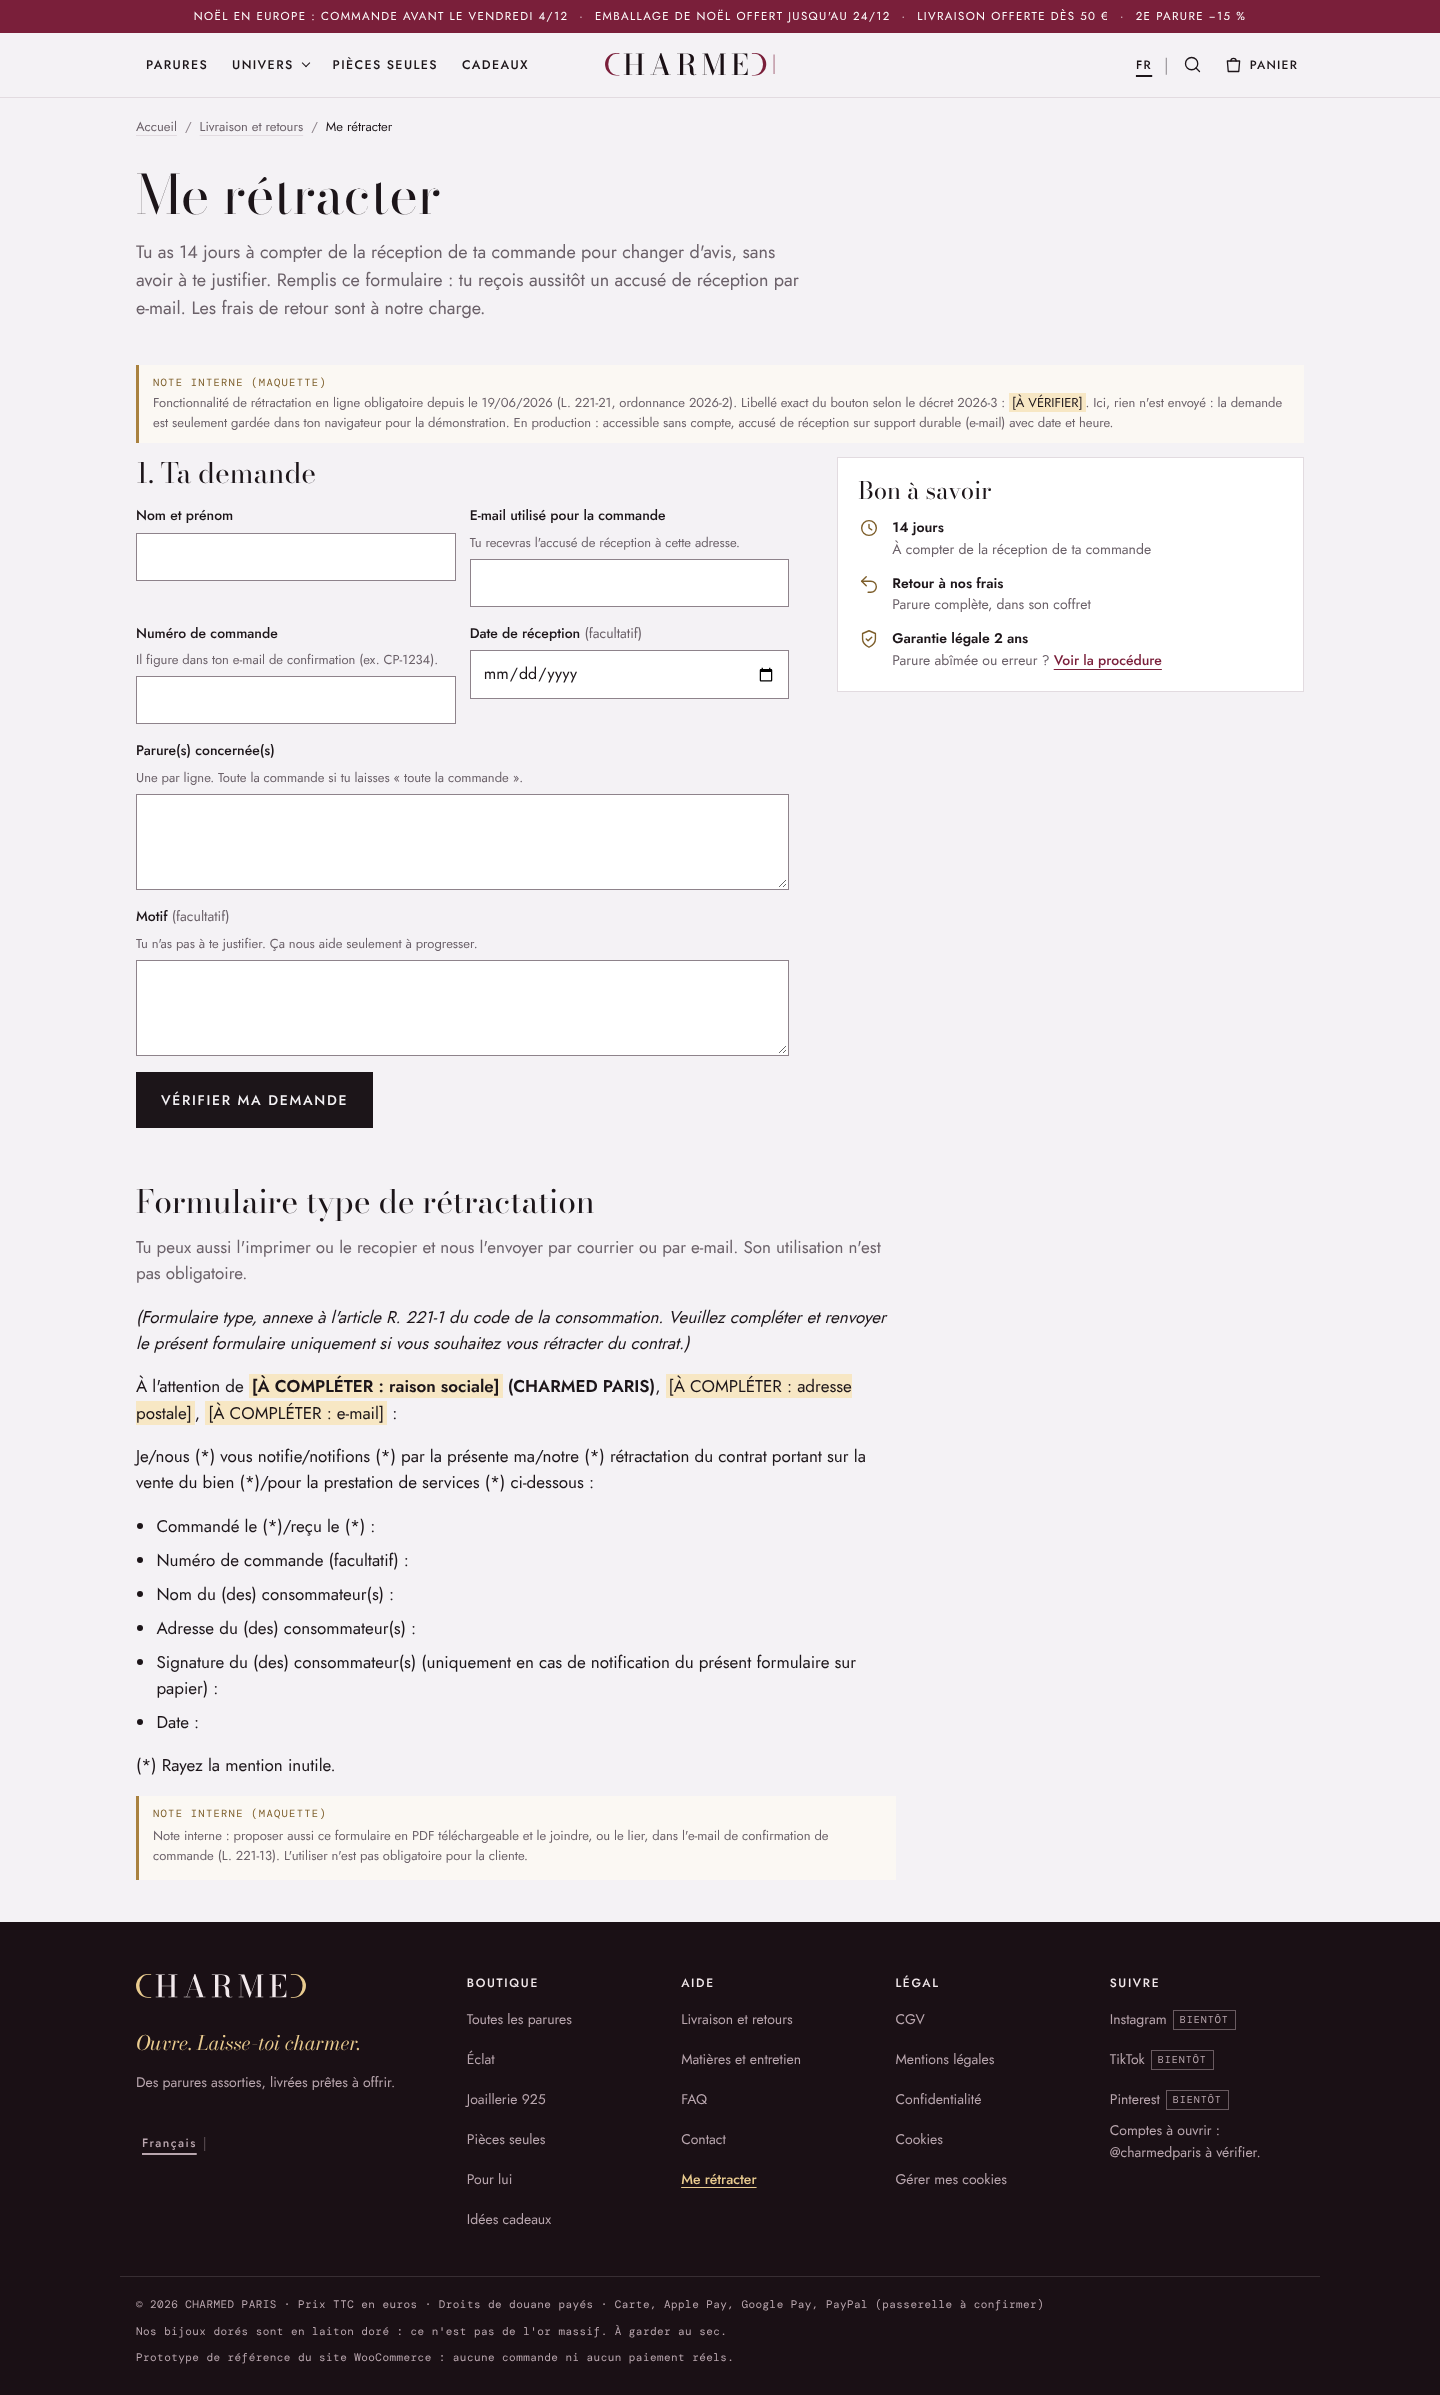 NOËL EN EUROPE : COMMANDE AVANT LE VENDREDI 4/12 · EMBALLAGE DE NOËL OFFERT JUSQU'AU 24/12 · LIVRAISON OFFERTE DÈS 50 € · 2E PARURE −15 %
PARURES UNIVERS PIÈCES SEULES CADEAUX CHARMED FR PANIER
Accueil / Livraison et retours / Me rétracter
Me rétracter
Tu as 14 jours à compter de la réception de ta commande pour changer d'avis, sans
avoir à te justifier. Remplis ce formulaire : tu reçois aussitôt un accusé de réception par
e-mail. Les frais de retour sont à notre charge.
NOTE INTERNE (MAQUETTE)
Fonctionnalité de rétractation en ligne obligatoire depuis le 19/06/2026 (L. 221-21, ordonnance 2026-2). Libellé exact du bouton selon le décret 2026-3 : [À VÉRIFIER]. Ici, rien n'est envoyé : la demande
est seulement gardée dans ton navigateur pour la démonstration. En production : accessible sans compte, accusé de réception sur support durable (e-mail) avec date et heure.
1. Ta demande
Nom et prénom
E-mail utilisé pour la commande
Tu recevras l'accusé de réception à cette adresse.
Numéro de commande
Il figure dans ton e-mail de confirmation (ex. CP-1234).
Date de réception (facultatif)
mm/dd/yyyy
Parure(s) concernée(s)
Une par ligne. Toute la commande si tu laisses « toute la commande ».
Motif (facultatif)
Tu n'as pas à te justifier. Ça nous aide seulement à progresser.
VÉRIFIER MA DEMANDE
Bon à savoir
14 jours
À compter de la réception de ta commande
Retour à nos frais
Parure complète, dans son coffret
Garantie légale 2 ans
Parure abîmée ou erreur ? Voir la procédure
Formulaire type de rétractation
Tu peux aussi l'imprimer ou le recopier et nous l'envoyer par courrier ou par e-mail. Son utilisation n'est
pas obligatoire.
(Formulaire type, annexe à l'article R. 221-1 du code de la consommation. Veuillez compléter et renvoyer
le présent formulaire uniquement si vous souhaitez vous rétracter du contrat.)
À l'attention de [À COMPLÉTER : raison sociale] (CHARMED PARIS), [À COMPLÉTER : adresse
postale], [À COMPLÉTER : e-mail] :
Je/nous (*) vous notifie/notifions (*) par la présente ma/notre (*) rétractation du contrat portant sur la
vente du bien (*)/pour la prestation de services (*) ci-dessous :
• Commandé le (*)/reçu le (*) :
• Numéro de commande (facultatif) :
• Nom du (des) consommateur(s) :
• Adresse du (des) consommateur(s) :
• Signature du (des) consommateur(s) (uniquement en cas de notification du présent formulaire sur
papier) :
• Date :
(*) Rayez la mention inutile.
NOTE INTERNE (MAQUETTE)
Note interne : proposer aussi ce formulaire en PDF téléchargeable et le joindre, ou le lier, dans l'e-mail de confirmation de
commande (L. 221-13). L'utiliser n'est pas obligatoire pour la cliente.
CHARMED
Ouvre. Laisse-toi charmer.
Des parures assorties, livrées prêtes à offrir.
Français
BOUTIQUE
Toutes les parures
Éclat
Joaillerie 925
Pièces seules
Pour lui
Idées cadeaux
AIDE
Livraison et retours
Matières et entretien
FAQ
Contact
Me rétracter
LÉGAL
CGV
Mentions légales
Confidentialité
Cookies
Gérer mes cookies
SUIVRE
Instagram BIENTÔT
TikTok BIENTÔT
Pinterest BIENTÔT
Comptes à ouvrir :
@charmedparis à vérifier.
© 2026 CHARMED PARIS · Prix TTC en euros · Droits de douane payés · Carte, Apple Pay, Google Pay, PayPal (passerelle à confirmer)
Nos bijoux dorés sont en laiton doré : ce n'est pas de l'or massif. À garder au sec.
Prototype de référence du site WooCommerce : aucune commande ni aucun paiement réels.